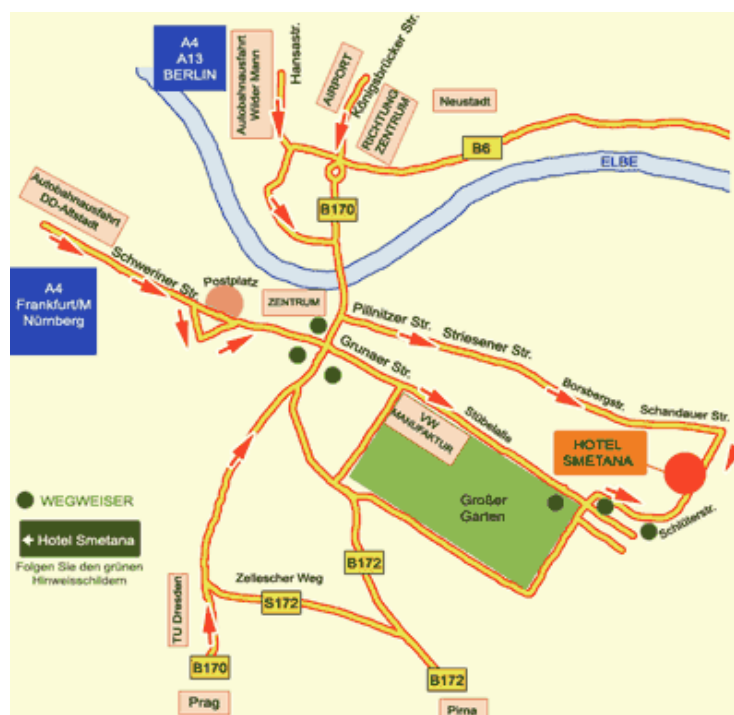 A4
A13
BERLIN
Autobahnausfahrt
Wilder Mann
Hansastr.
AIRPORT
Königsbrücker Str.
RICHTUNG
ZENTRUM
Neustadt
B6
ELBE
B170
Autobahnausfahrt
DD-Altstadt
Schweriner Str.
Postplatz
A4
Frankfurt/M
Nürnberg
ZENTRUM
Pillnitzer Str.
Striesener Str.
Grunaer Str.
Borsbergstr.
Schandauer Str.
VW
MANUFAKTUR
Stübelalle
HOTEL
SMETANA
WEGWEISER
Großer
Garten
Schlüterstr.
Hotel Smetana
Folgen Sie den grünen
Hinweisschildern
B172
Zellescher Weg
S172
TU Dresden
B170
B172
Prag
Pirna